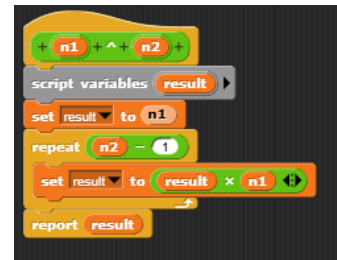 + n1 + ^ + n2 +
script variables result
set result to n1
repeat n2 − 1
set result to result × n1
report result